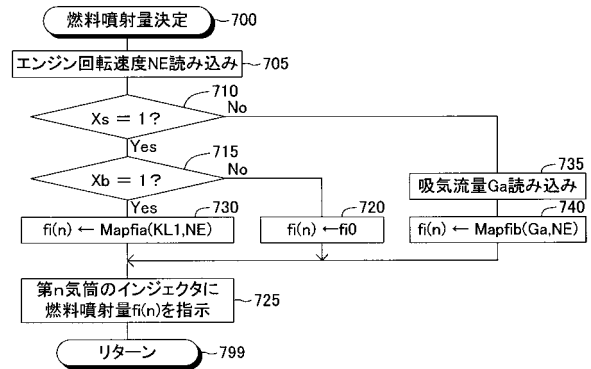 燃料噴射量決定
700
エンジン回転速度NE読み込み
705
710
Xs = 1?
No
Yes
715
Xb = 1?
No
Yes
735
吸気流量Ga読み込み
730
fi(n) ← Mapfia(KL1,NE)
720
fi(n) ←fi0
740
fi(n) ← Mapfib(Ga,NE)
第n気筒のインジェクタに
燃料噴射量fi(n)を指示
725
リターン
799